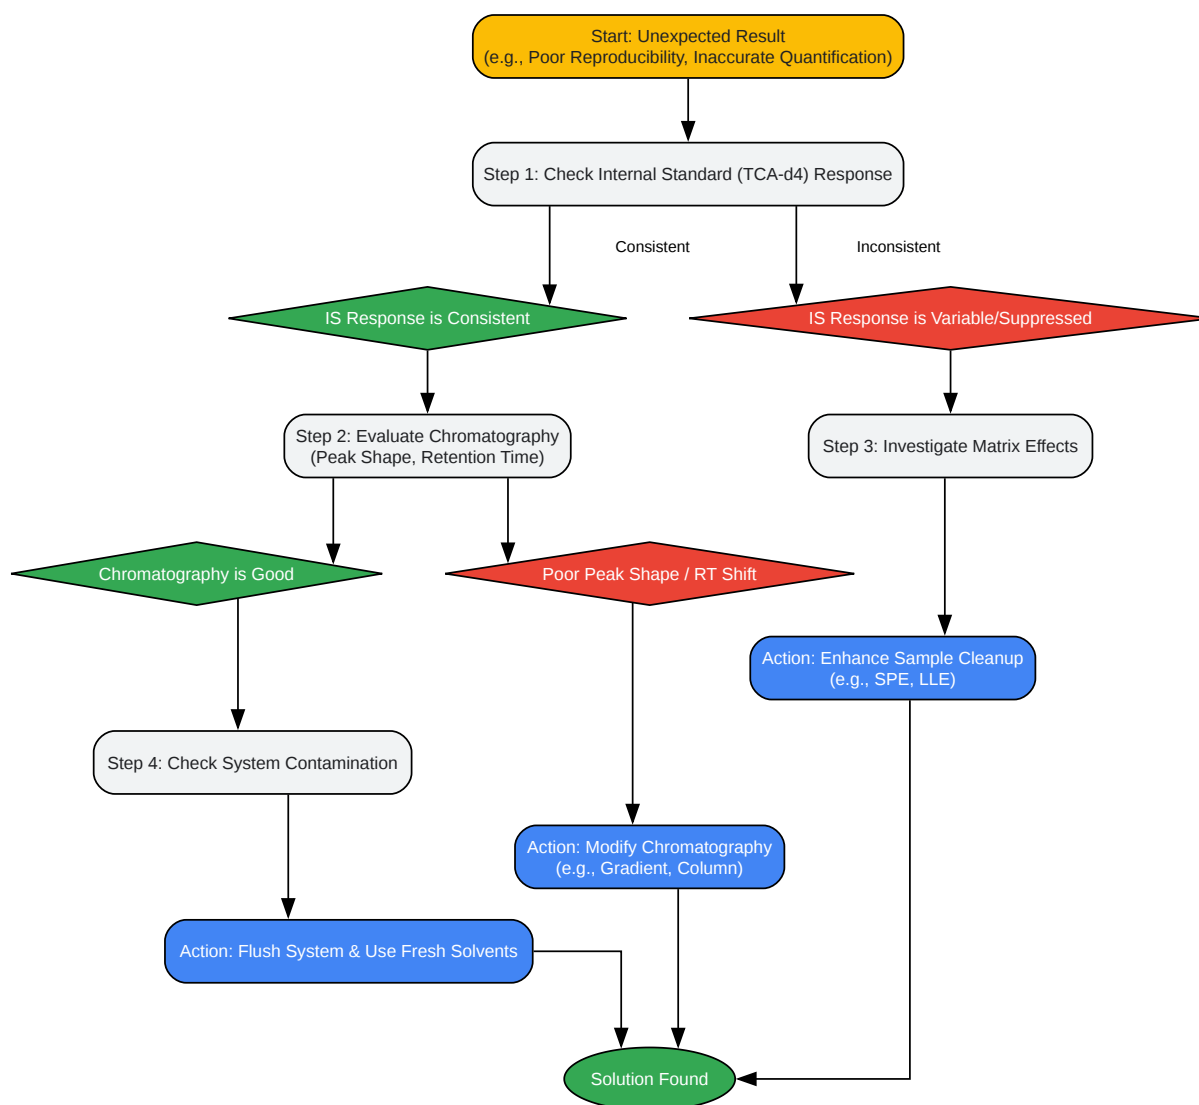 Start: Unexpected Result
(e.g., Poor Reproducibility, Inaccurate Quantification)
Step 1: Check Internal Standard (TCA-d4) Response
Consistent
Inconsistent
IS Response is Consistent
IS Response is Variable/Suppressed
Step 2: Evaluate Chromatography
(Peak Shape, Retention Time)
Step 3: Investigate Matrix Effects
Chromatography is Good
Poor Peak Shape / RT Shift
Action: Enhance Sample Cleanup
(e.g., SPE, LLE)
Step 4: Check System Contamination
Action: Modify Chromatography
(e.g., Gradient, Column)
Action: Flush System & Use Fresh Solvents
Solution Found